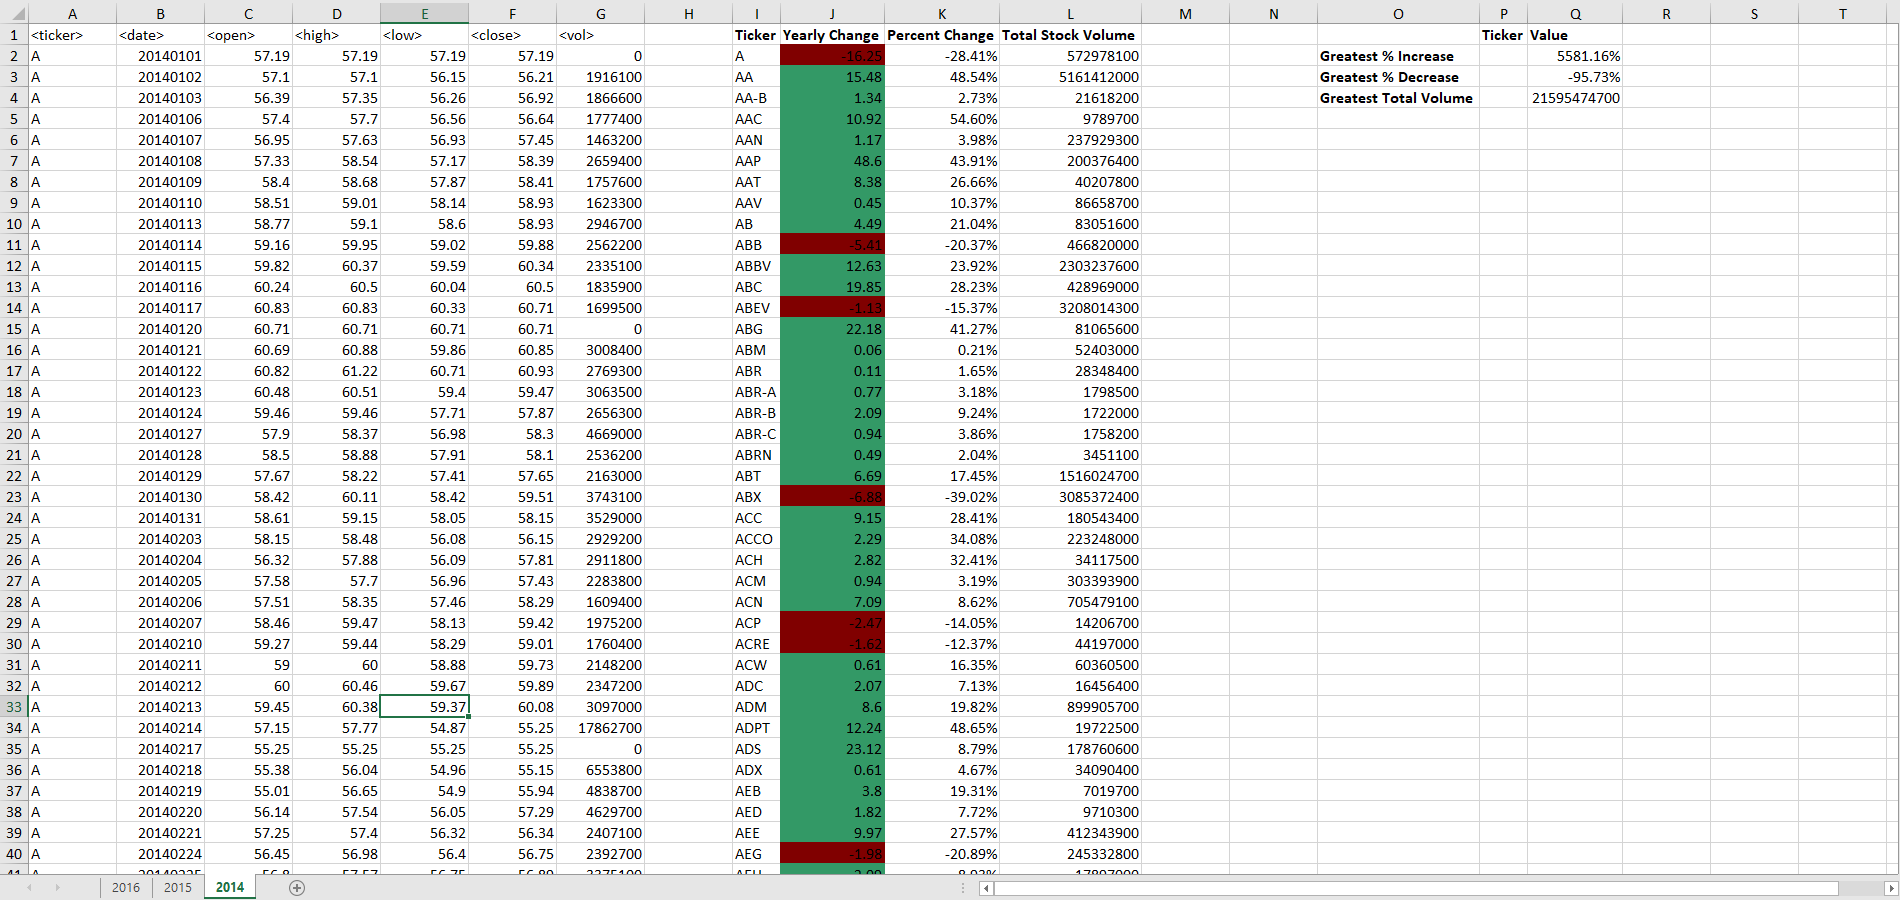 A B C D E F G H I J K L M N O P Q R S T
1 <ticker> <date> <open> <high> <low> <close> <vol> Ticker Yearly Change Percent Change Total Stock Volume Ticker Value
2 A 20140101 57.19 57.19 57.19 57.19 0 A -16.25 -28.41% 572978100 Greatest % Increase 5581.16%
3 A 20140102 57.1 57.1 56.15 56.21 1916100 AA 15.48 48.54% 5161412000 Greatest % Decrease -95.73%
4 A 20140103 56.39 57.35 56.26 56.92 1866600 AA-B 1.34 2.73% 21618200 Greatest Total Volume 21595474700
5 A 20140106 57.4 57.7 56.56 56.64 1777400 AAC 10.92 54.60% 9789700
6 A 20140107 56.95 57.63 56.93 57.45 1463200 AAN 1.17 3.98% 237929300
7 A 20140108 57.33 58.54 57.17 58.39 2659400 AAP 48.6 43.91% 200376400
8 A 20140109 58.4 58.68 57.87 58.41 1757600 AAT 8.38 26.66% 40207800
9 A 20140110 58.51 59.01 58.14 58.93 1623300 AAV 0.45 10.37% 86658700
10 A 20140113 58.77 59.1 58.6 58.93 2946700 AB 4.49 21.04% 83051600
11 A 20140114 59.16 59.95 59.02 59.88 2562200 ABB -5.41 -20.37% 466820000
12 A 20140115 59.82 60.37 59.59 60.34 2335100 ABBV 12.63 23.92% 2303237600
13 A 20140116 60.24 60.5 60.04 60.5 1835900 ABC 19.85 28.23% 428969000
14 A 20140117 60.83 60.83 60.33 60.71 1699500 ABEV -1.13 -15.37% 3208014300
15 A 20140120 60.71 60.71 60.71 60.71 0 ABG 22.18 41.27% 81065600
16 A 20140121 60.69 60.88 59.86 60.85 3008400 ABM 0.06 0.21% 52403000
17 A 20140122 60.82 61.22 60.71 60.93 2769300 ABR 0.11 1.65% 28348400
18 A 20140123 60.48 60.51 59.4 59.47 3063500 ABR-A 0.77 3.18% 1798500
19 A 20140124 59.46 59.46 57.71 57.87 2656300 ABR-B 2.09 9.24% 1722000
20 A 20140127 57.9 58.37 56.98 58.3 4669000 ABR-C 0.94 3.86% 1758200
21 A 20140128 58.5 58.88 57.91 58.1 2536200 ABRN 0.49 2.04% 3451100
22 A 20140129 57.67 58.22 57.41 57.65 2163000 ABT 6.69 17.45% 1516024700
23 A 20140130 58.42 60.11 58.42 59.51 3743100 ABX -6.88 -39.02% 3085372400
24 A 20140131 58.61 59.15 58.05 58.15 3529000 ACC 9.15 28.41% 180543400
25 A 20140203 58.15 58.48 56.08 56.15 2929200 ACCO 2.29 34.08% 223248000
26 A 20140204 56.32 57.88 56.09 57.81 2911800 ACH 2.82 32.41% 34117500
27 A 20140205 57.58 57.7 56.96 57.43 2283800 ACM 0.94 3.19% 303393900
28 A 20140206 57.51 58.35 57.46 58.29 1609400 ACN 7.09 8.62% 705479100
29 A 20140207 58.46 59.47 58.13 59.42 1975200 ACP -2.47 -14.05% 14206700
30 A 20140210 59.27 59.44 58.29 59.01 1760400 ACRE -1.62 -12.37% 44197000
31 A 20140211 59 60 58.88 59.73 2148200 ACW 0.61 16.35% 60360500
32 A 20140212 60 60.46 59.67 59.89 2347200 ADC 2.07 7.13% 16456400
33 A 20140213 59.45 60.38 59.37 60.08 3097000 ADM 8.6 19.82% 899905700
34 A 20140214 57.15 57.77 54.87 55.25 17862700 ADPT 12.24 48.65% 19722500
35 A 20140217 55.25 55.25 55.25 55.25 0 ADS 23.12 8.79% 178760600
36 A 20140218 55.38 56.04 54.96 55.15 6553800 ADX 0.61 4.67% 34090400
37 A 20140219 55.01 56.65 54.9 55.94 4838700 AEB 3.8 19.31% 7019700
38 A 20140220 56.14 57.54 56.05 57.29 4629700 AED 1.82 7.72% 9710300
39 A 20140221 57.25 57.4 56.32 56.34 2407100 AEE 9.97 27.57% 412343900
40 A 20140224 56.45 56.98 56.4 56.75 2392700 AEG -1.98 -20.89% 245332800
2016 2015 2014